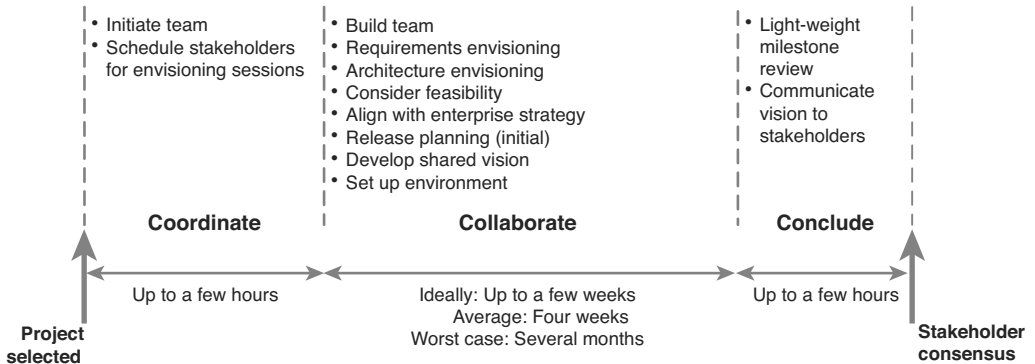 • Initiate team
• Schedule stakeholders
for envisioning sessions
• Build team
• Requirements envisioning
• Architecture envisioning
• Consider feasibility
• Align with enterprise strategy
• Release planning (initial)
• Develop shared vision
• Set up environment
• Light-weight
milestone
review
• Communicate
vision to
stakeholders
Coordinate
Collaborate
Conclude
Up to a few hours
Ideally: Up to a few weeks
Average: Four weeks
Worst case: Several months
Up to a few hours
Project
selected
Stakeholder
consensus